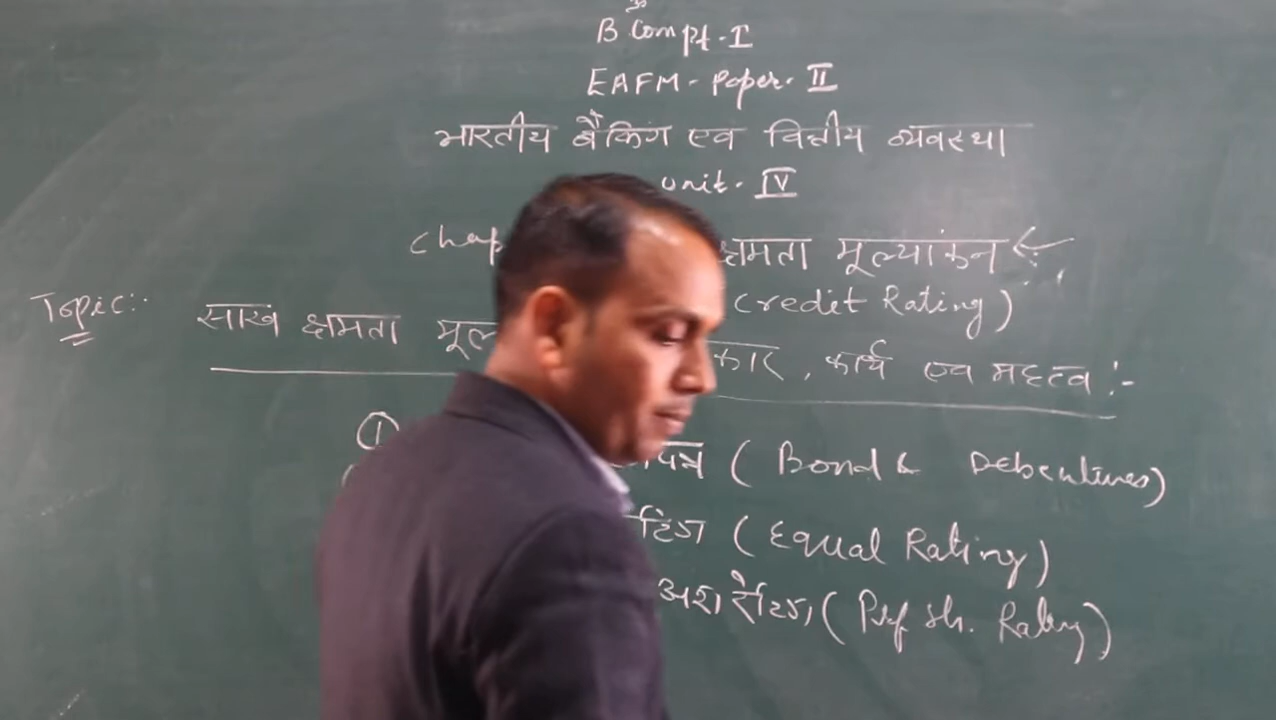 ॐ
B Com pt-I
EAFM- Paper-II
भारतीय बैंकिंग एव वित्तीय व्यवस्था
Unit-IV
Chap क्षमता मूल्यांकन
Credit Rating)
Topic:- साख क्षमता मूल कार, कार्य एव महत्व :-
① पत्र (Bond & Debentures)
टिंग (Equal Rating)
अंश रेटिंग (Pref sh. Rating)